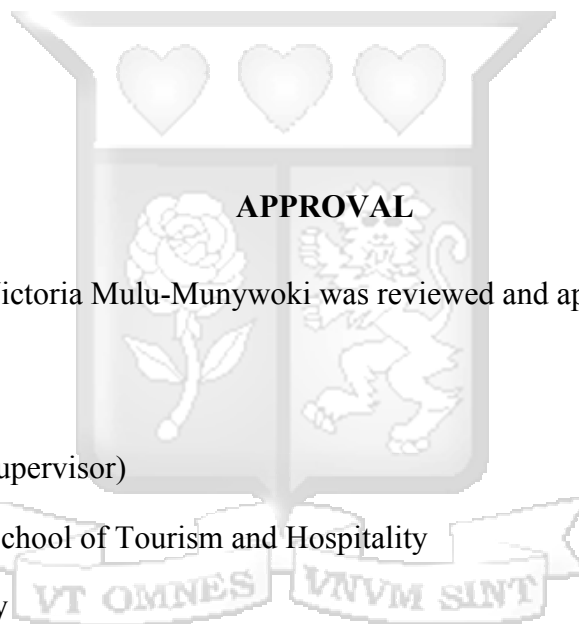 APPROVAL
ictoria Mulu-Munywoki was reviewed and ap
upervisor)
chool of Tourism and Hospitality
y
VT OMNES VNVM SINT